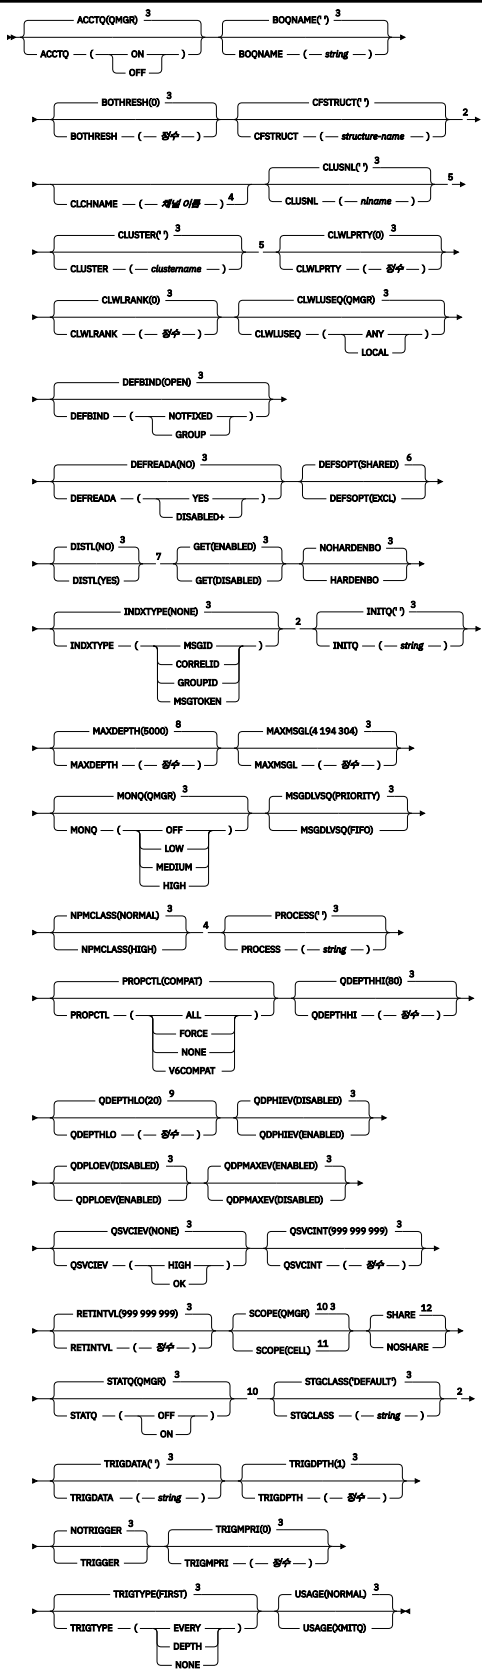 ACCTQ(QMGR) 3 BOQNAME(' ') 3
ACCTQ ( ON ) BOQNAME ( string )
OFF
BOTHRESH(0) 3 CFSTRUCT(' ') 3 2
BOTHRESH ( 정수 ) CFSTRUCT ( structure-name )
CLUSNL(' ') 3 5
CLCHNAME ( 채널 이름 ) 4 CLUSNL ( nlname )
CLUSTER(' ') 3 5 CLWLPRTY(0) 3
CLUSTER ( clustername ) CLWLPRTY ( 정수 )
CLWLRANK(0) 3 CLWLUSEQ(QMGR) 3
CLWLRANK ( 정수 ) CLWLUSEQ ( ANY )
LOCAL
DEFBIND(OPEN) 3
DEFBIND ( NOTFIXED )
GROUP
DEFREADA(NO) 3 DEFSOPT(SHARED) 6
DEFREADA ( YES ) DEFSOPT(EXCL)
DISABLED+
DISTL(NO) 3 7 GET(ENABLED) 3 NOHARDENBO 3
DISTL(YES) GET(DISABLED) HARDENBO
INDXTYPE(NONE) 3 2 INITQ(' ') 3
INDXTYPE ( MSGID ) INITQ ( string )
CORRELID
GROUPID
MSGTOKEN
MAXDEPTH(5000) 8 MAXMSGL(4 194 304) 3
MAXDEPTH ( 정수 ) MAXMSGL ( 정수 )
MONQ(QMGR) 3 MSGDLVSQ(PRIORITY) 3
MONQ ( OFF ) MSGDLVSQ(FIFO)
LOW
MEDIUM
HIGH
NPMCLASS(NORMAL) 3 4 PROCESS(' ') 3
NPMCLASS(HIGH) PROCESS ( string )
PROPCTL(COMPAT) QDEPTHHI(80) 3
PROPCTL ( ALL ) QDEPTHHI ( 정수 )
FORCE
NONE
V6COMPAT
QDEPTHLO(20) 9 QDPHIEV(DISABLED) 3
QDEPTHLO ( 정수 ) QDPHIEV(ENABLED)
QDPLOEV(DISABLED) 3 QDPMAXEV(ENABLED) 3
QDPLOEV(ENABLED) QDPMAXEV(DISABLED)
QSVCIEV(NONE) 3 QSVCINT(999 999 999) 3
QSVCIEV ( HIGH ) QSVCINT ( 정수 )
OK
RETINTVL(999 999 999) 3 SCOPE(QMGR) 10 3 SHARE 12
RETINTVL ( 정수 ) SCOPE(CELL) 11 NOSHARE
STATQ(QMGR) 3 10 STGCLASS('DEFAULT') 3 2
STATQ ( OFF ) STGCLASS ( string )
ON
TRIGDATA(' ') 3 TRIGDPTH(1) 3
TRIGDATA ( string ) TRIGDPTH ( 정수 )
NOTRIGGER 3 TRIGMPRI(0) 3
TRIGGER TRIGMPRI ( 정수 )
TRIGTYPE(FIRST) 3 USAGE(NORMAL) 3
TRIGTYPE ( EVERY ) USAGE(XMITQ)
DEPTH
NONE